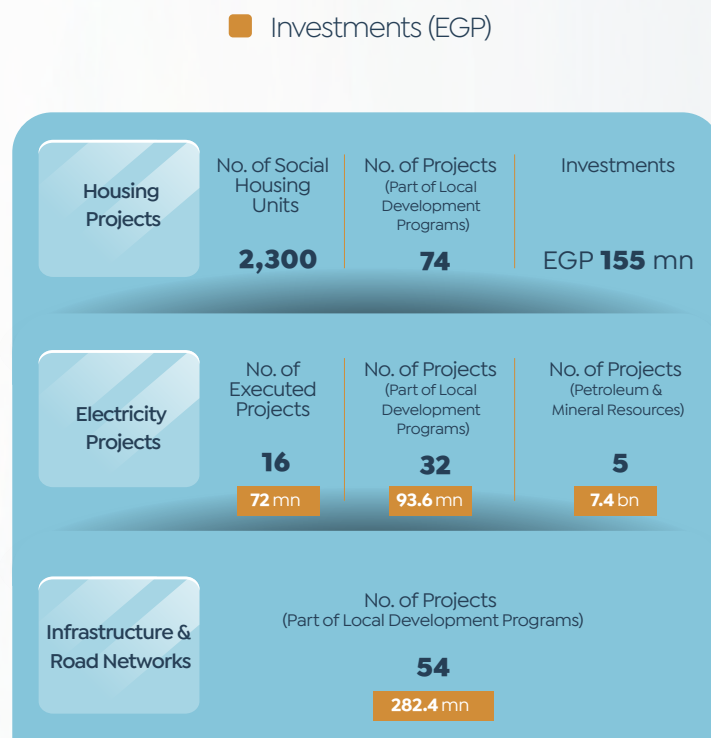 Investments (EGP)
Housing
Projects
No. of Social
Housing
Units
2,300
No. of Projects
(Part of Local
Development
Programs)
74
Investments
EGP 155 mn
Electricity
Projects
No. of
Executed
Projects
16
72 mn
No. of Projects
(Part of Local
Development
Programs)
32
93.6 mn
No. of Projects
(Petroleum &
Mineral Resources)
5
7.4 bn
Infrastructure &
Road Networks
No. of Projects
(Part of Local Development Programs)
54
282.4 mn